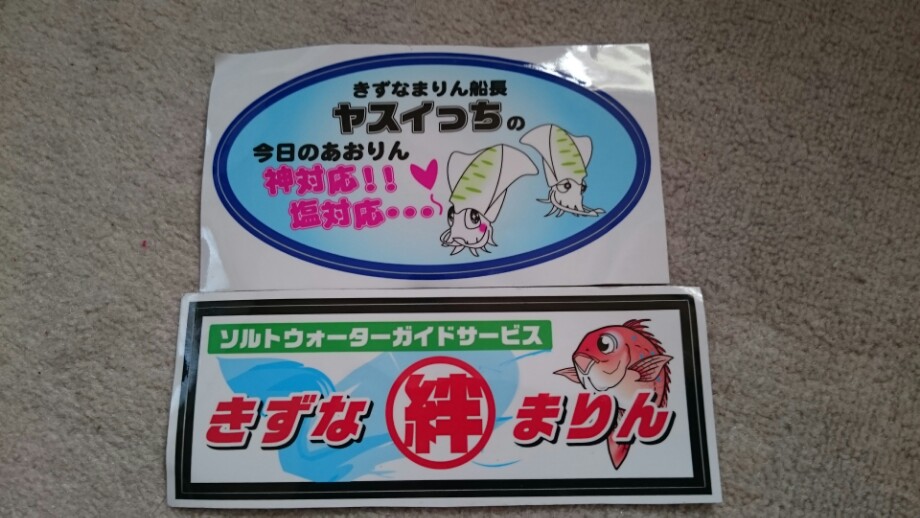 きずなまりん船長
ヤスイっちの
今日のあおりん
神対応!!
塩対応・・・
ソルトウォーターガイドサービス
きずな 絆 まりん